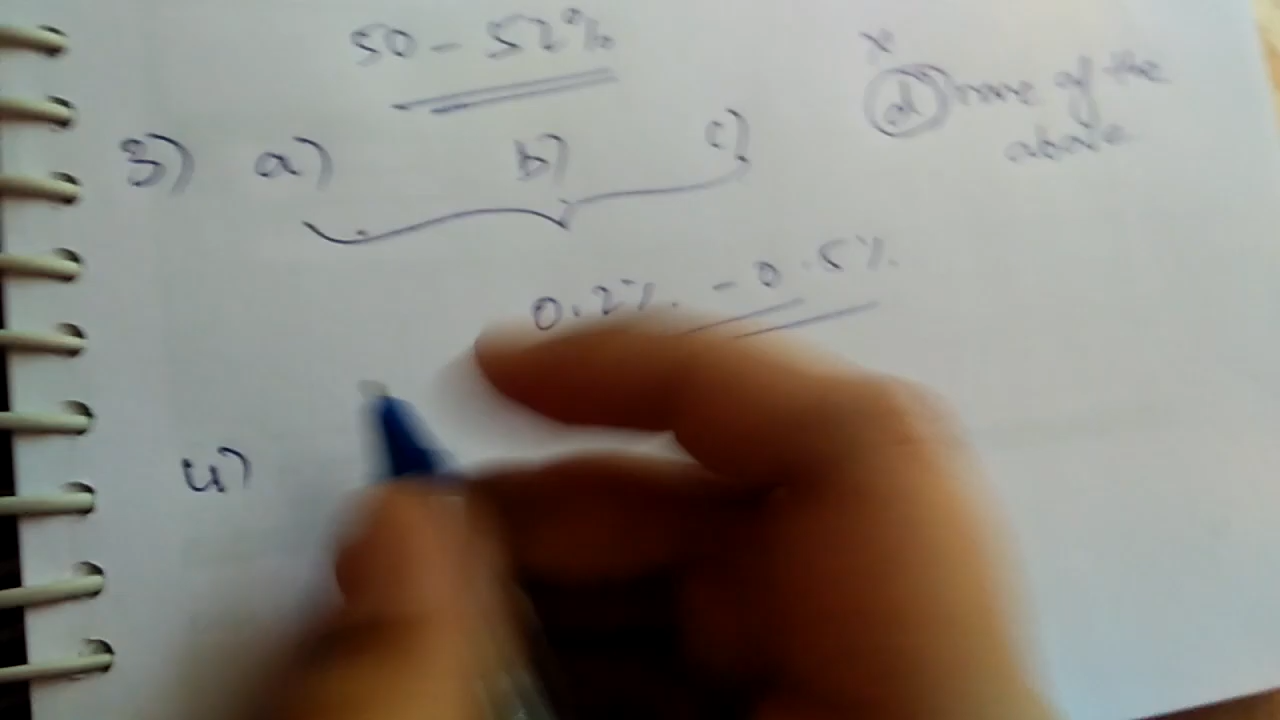 50 - 52%
x
3) a) b) c) d) none of the
above
0.2% - 0.5%
4)